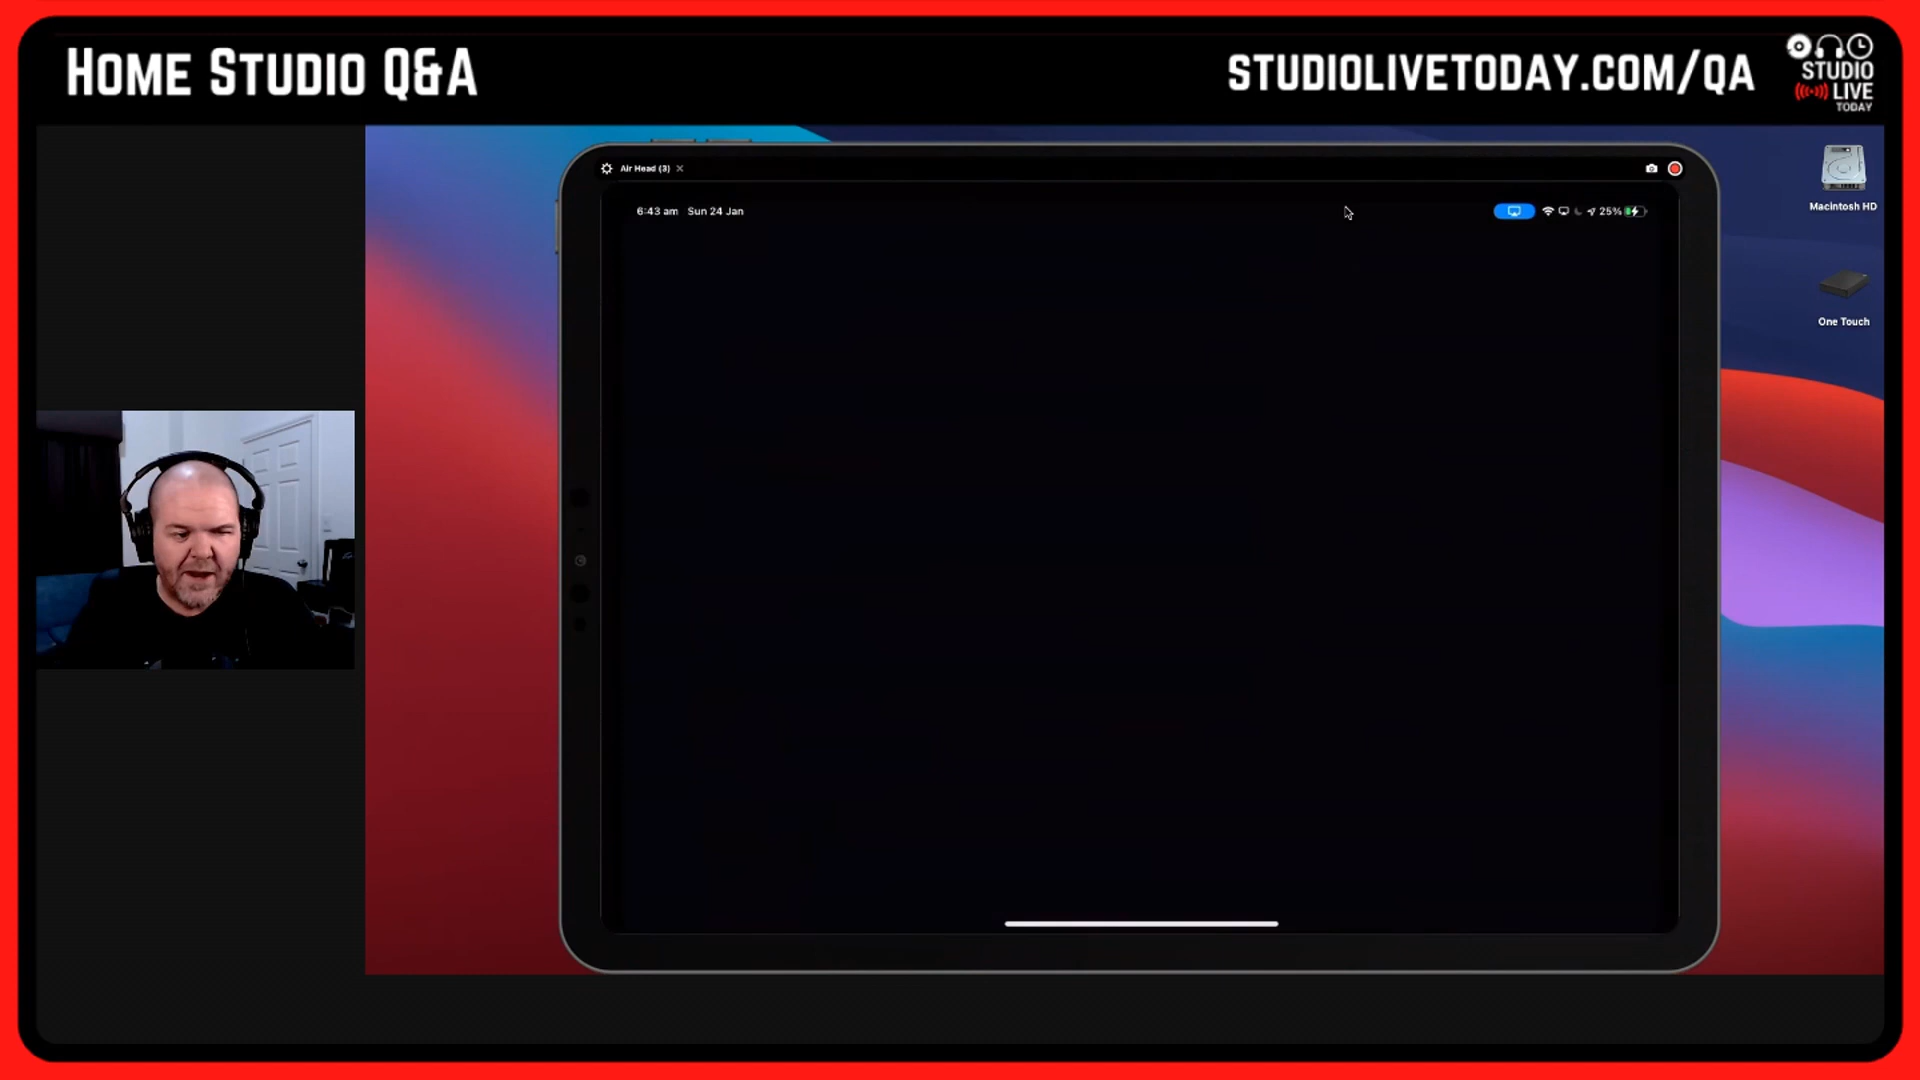 HOME STUDIO Q&A
STUDIOLIVETODAY.COM/QA
STUDIO
LIVE
TODAY
Air Head (3)
6:43 am Sun 24 Jan
25%
Macintosh HD
One Touch